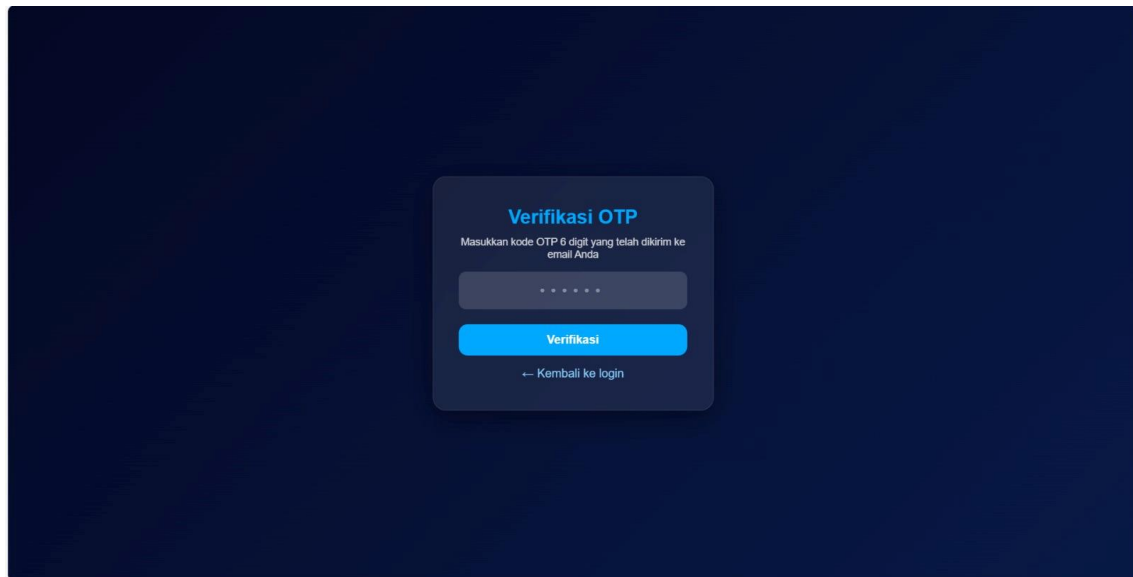 Verifikasi OTP
Masukkan kode OTP 6 digit yang telah dikirim ke
email Anda
••••••
Verifikasi
← Kembali ke login